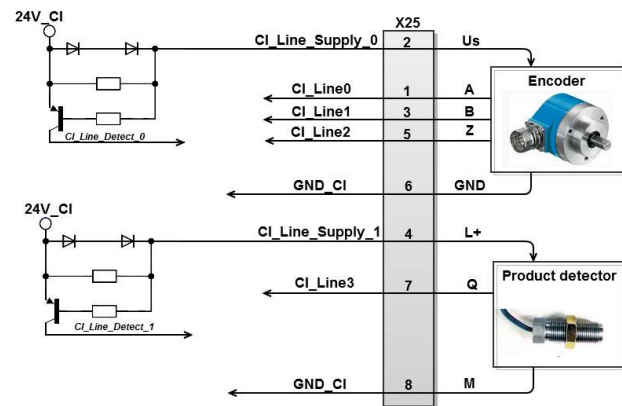 24V_CI
X25
CI_Line_Supply_0 2 Us
Encoder
CI_Line0 1 A
CI_Line1 3 B
CI_Line2 5 Z
CI_Line_Detect_0
GND_CI 6 GND
24V_CI
CI_Line_Supply_1 4 L+
Product detector
CI_Line3 7 Q
CI_Line_Detect_1
GND_CI 8 M